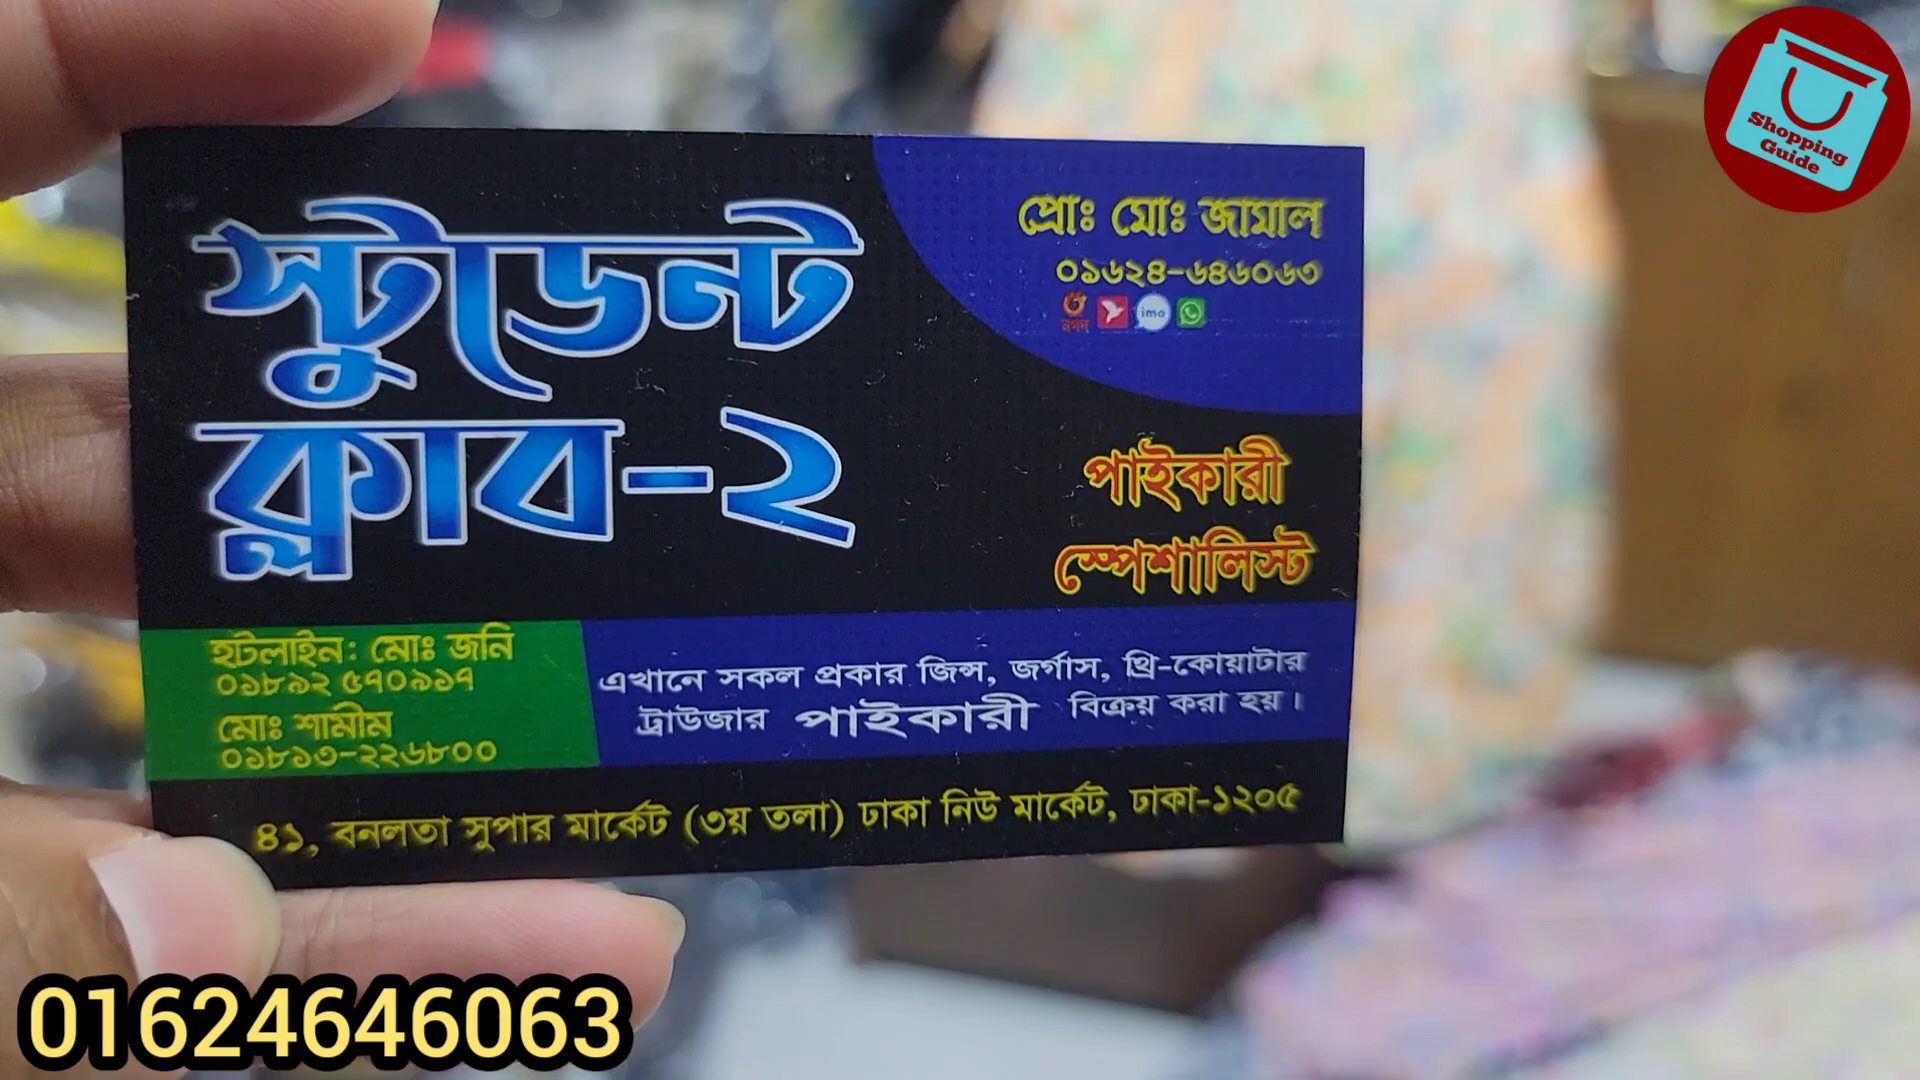 Shopping
Guide
স্টুডেন্ট
ক্লাব-২
প্রোঃ মোঃ জামাল
০১৬২৪-৬৪৬০৬৩
নগদ
imo
পাইকারী
স্পেশালিস্ট
হটলাইন: মোঃ জনি
০১৮৯২ ৫৭০৯১৭
মোঃ শামীম
০১৮১৩-২২৬৮০০
এখানে সকল প্রকার জিন্স, জর্গাস, থ্রি-কোয়াটার
ট্রাউজার পাইকারী বিক্রয় করা হয়।
৪১, বনলতা সুপার মার্কেট (৩য় তলা) ঢাকা নিউ মার্কেট, ঢাকা-১২০৫
01624646063